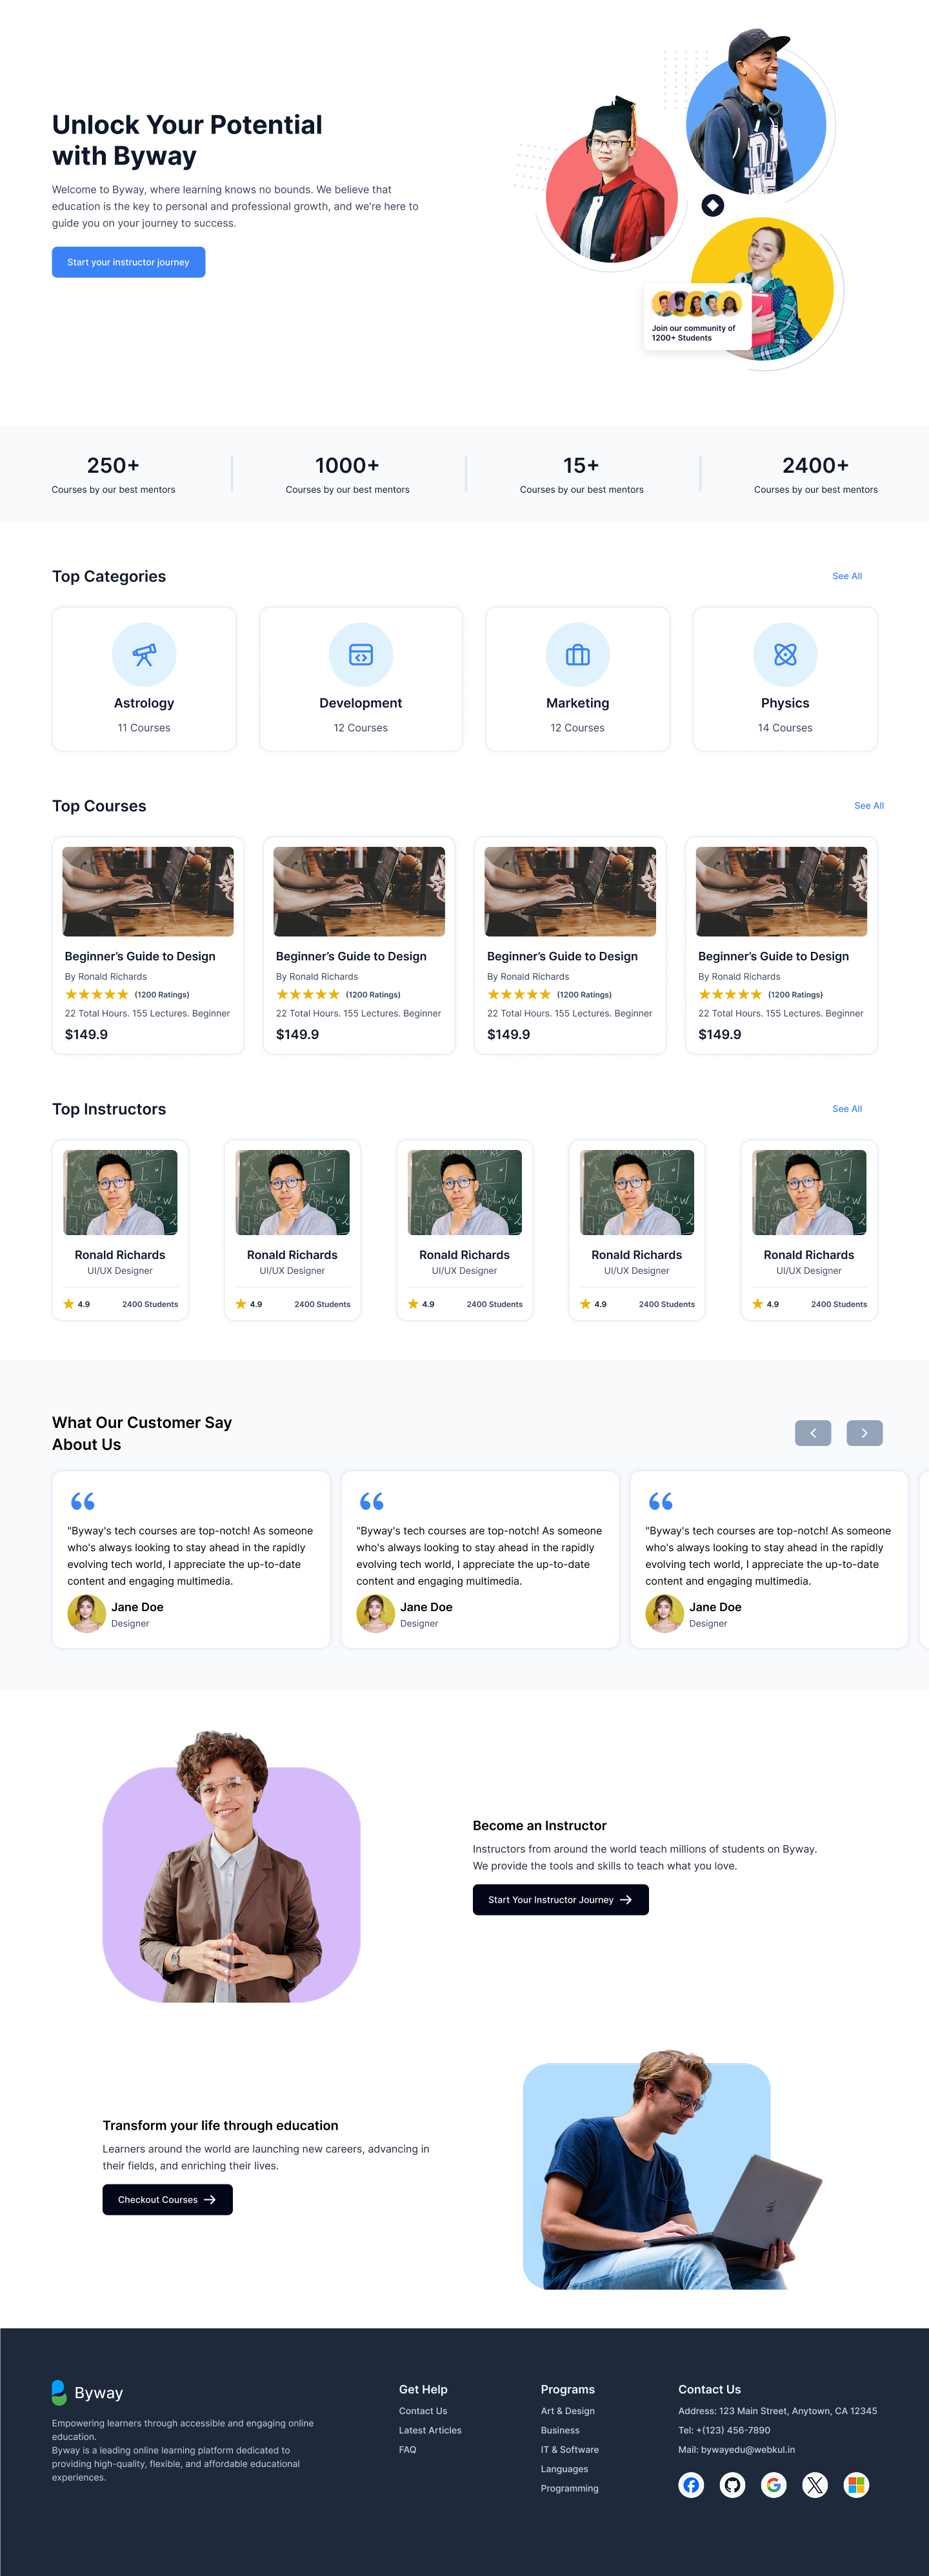 Unlock Your Potential
with Byway
Welcome to Byway, where learning knows no bounds. We believe that
education is the key to personal and professional growth, and we're here to
guide you on your journey to success.
Start your instructor journey
Join our community of
1200+ Students
250+
Courses by our best mentors
1000+
Courses by our best mentors
15+
Courses by our best mentors
2400+
Courses by our best mentors
Top Categories
See All
Astrology
11 Courses
Development
12 Courses
Marketing
12 Courses
Physics
14 Courses
Top Courses
See All
Beginner's Guide to Design
By Ronald Richards
(1200 Ratings)
22 Total Hours. 155 Lectures. Beginner
$149.9
Beginner's Guide to Design
By Ronald Richards
(1200 Ratings)
22 Total Hours. 155 Lectures. Beginner
$149.9
Beginner's Guide to Design
By Ronald Richards
(1200 Ratings)
22 Total Hours. 155 Lectures. Beginner
$149.9
Beginner's Guide to Design
By Ronald Richards
(1200 Ratings)
22 Total Hours. 155 Lectures. Beginner
$149.9
Top Instructors
See All
Ronald Richards
UI/UX Designer
4.9
2400 Students
Ronald Richards
UI/UX Designer
4.9
2400 Students
Ronald Richards
UI/UX Designer
4.9
2400 Students
Ronald Richards
UI/UX Designer
4.9
2400 Students
Ronald Richards
UI/UX Designer
4.9
2400 Students
What Our Customer Say
About Us
"Byway's tech courses are top-notch! As someone
who's always looking to stay ahead in the rapidly
evolving tech world, I appreciate the up-to-date
content and engaging multimedia.
Jane Doe
Designer
"Byway's tech courses are top-notch! As someone
who's always looking to stay ahead in the rapidly
evolving tech world, I appreciate the up-to-date
content and engaging multimedia.
Jane Doe
Designer
"Byway's tech courses are top-notch! As someone
who's always looking to stay ahead in the rapidly
evolving tech world, I appreciate the up-to-date
content and engaging multimedia.
Jane Doe
Designer
Become an Instructor
Instructors from around the world teach millions of students on Byway.
We provide the tools and skills to teach what you love.
Start Your Instructor Journey
Transform your life through education
Learners around the world are launching new careers, advancing in
their fields, and enriching their lives.
Checkout Courses
Byway
Empowering learners through accessible and engaging online
education.
Byway is a leading online learning platform dedicated to
providing high-quality, flexible, and affordable educational
experiences.
Get Help
Contact Us
Latest Articles
FAQ
Programs
Art & Design
Business
IT & Software
Languages
Programming
Contact Us
Address: 123 Main Street, Anytown, CA 12345
Tel: +(123) 456-7890
Mail: bywayedu@webkul.in